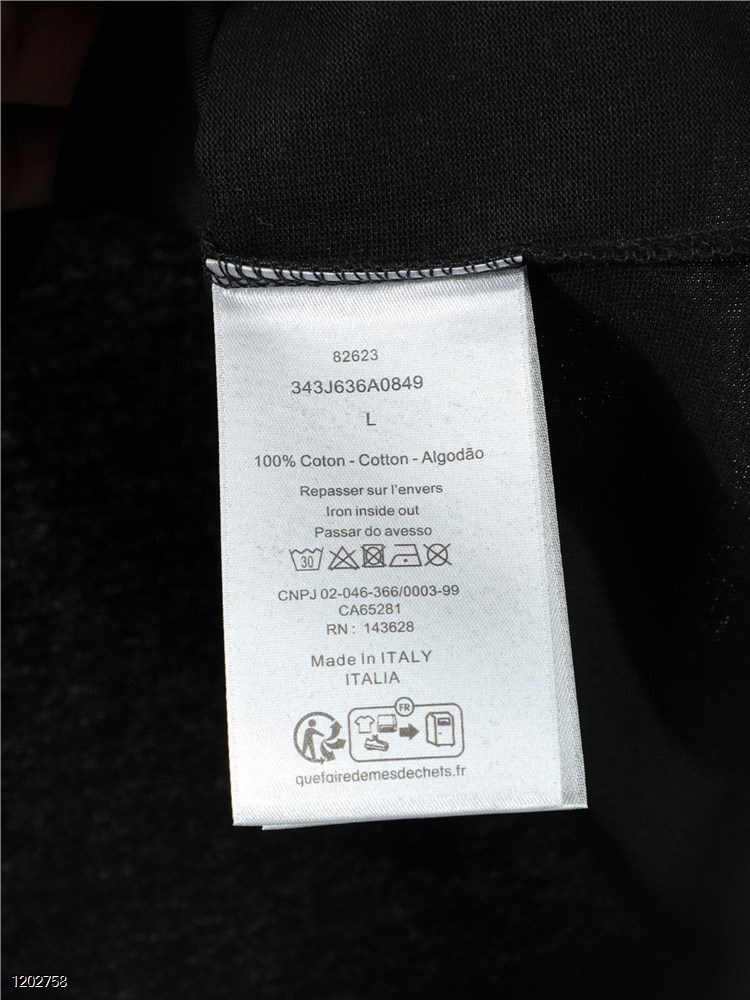 82623
343J636A0849
L
100% Coton - Cotton - Algodão
Repasser sur l'envers
Iron inside out
Passar do avesso
30
CNPJ 02-046-366/0003-99
CA65281
RN : 143628
Made In ITALY
ITALIA
FR
quefairedemesdechets.fr
1202758